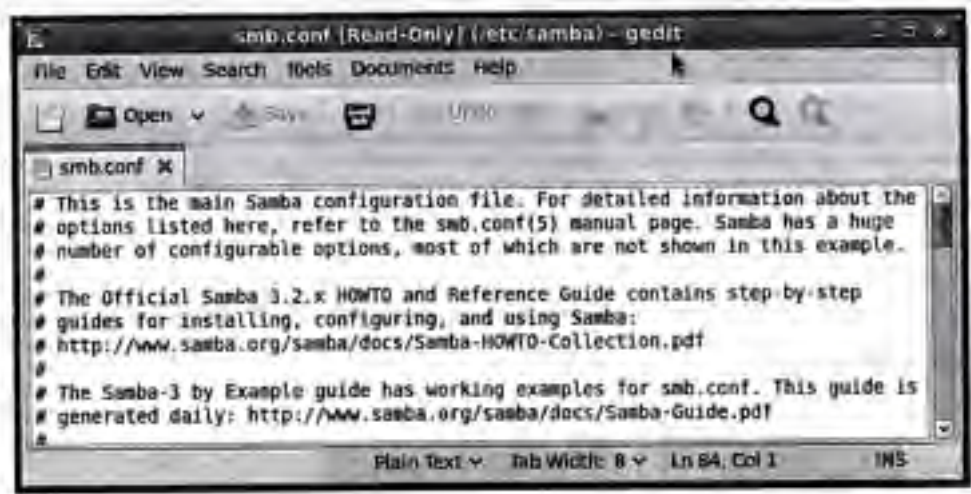 smb.conf [Read-Only] (/etc/samba) - gedit
File Edit View Search Tools Documents Help
Open Save Undo
smb.conf
# This is the main Samba configuration file. For detailed information about the
# options listed here, refer to the smb.conf(5) manual page. Samba has a huge
# number of configurable options, most of which are not shown in this example.
#
# The Official Samba 3.2.x HOWTO and Reference Guide contains step-by-step
# guides for installing, configuring, and using Samba:
# http://www.samba.org/samba/docs/Samba-HOWTO-Collection.pdf
#
# The Samba-3 by Example guide has working examples for smb.conf. This guide is
# generated daily: http://www.samba.org/samba/docs/Samba-Guide.pdf
#
Plain Text Tab Width: 8 Ln 84, Col 1 INS